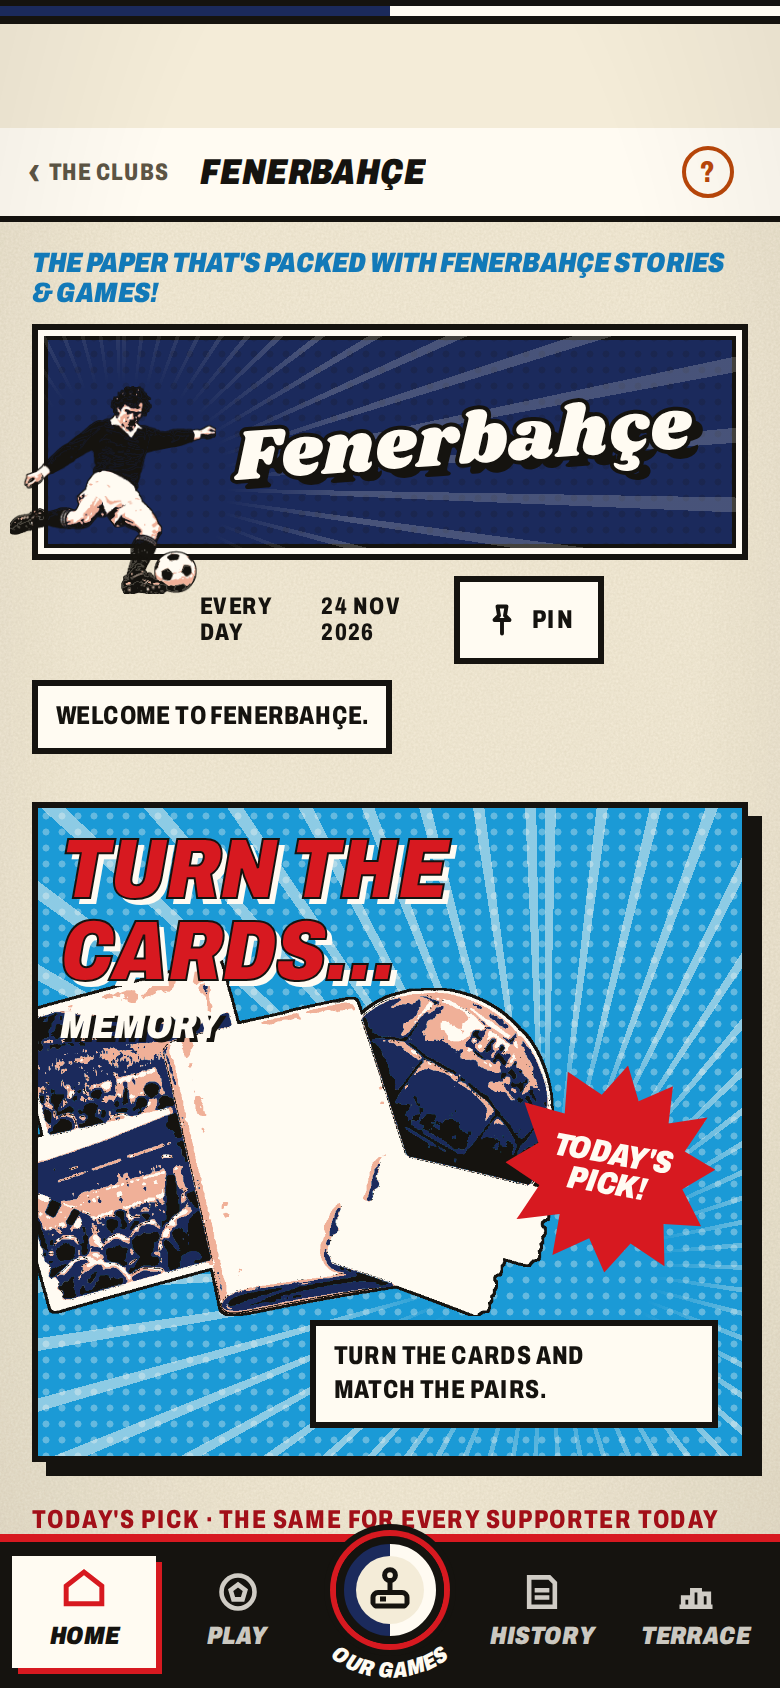 ‹ THE CLUBS
FENERBAHÇE
?
THE PAPER THAT'S PACKED WITH FENERBAHÇE STORIES
& GAMES!
Fenerbahçe
EVERY
DAY
24 NOV
2026
PIN
WELCOME TO FENERBAHÇE.
TURN THE
CARDS...
MEMORY
TODAY'S
PICK!
TURN THE CARDS AND
MATCH THE PAIRS.
TODAY'S PICK · THE SAME FOR EVERY SUPPORTER TODAY
HOME
PLAY
OUR GAMES
HISTORY
TERRACE